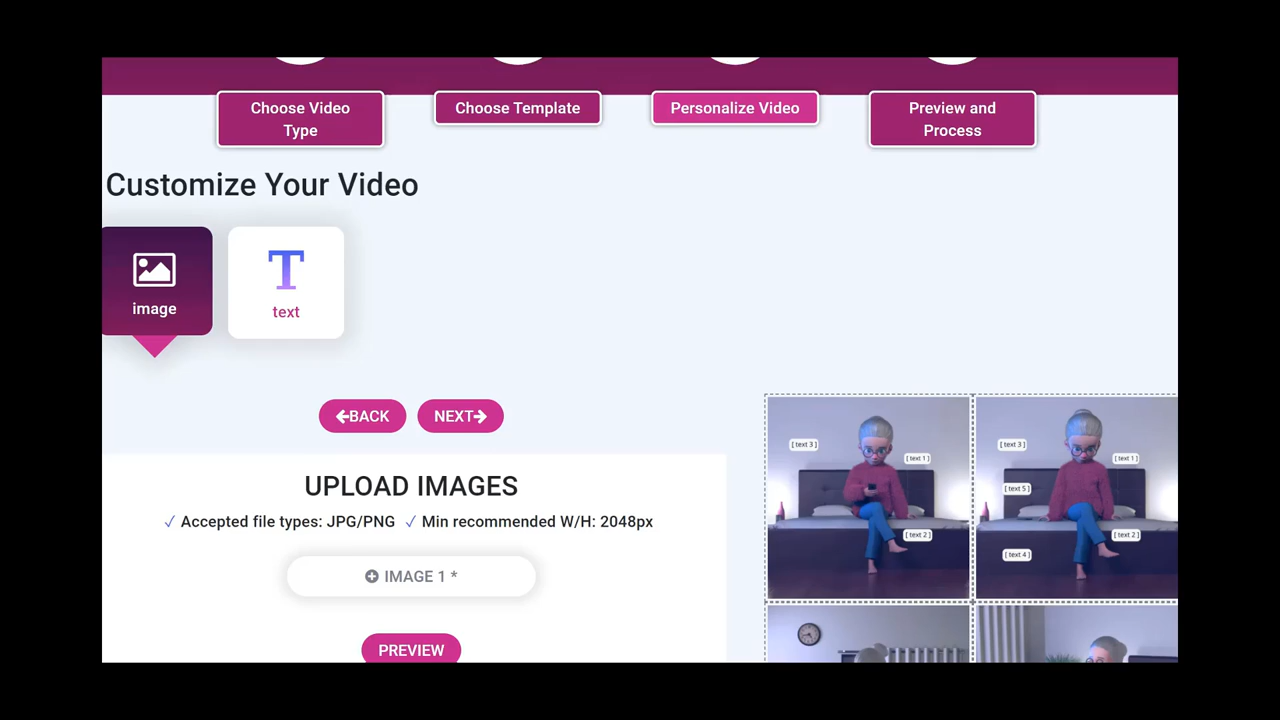 Choose Video
Type
Choose Template
Personalize Video
Preview and
Process
Customize Your Video
image
T
text
BACK
NEXT
UPLOAD IMAGES
✓ Accepted file types: JPG/PNG ✓ Min recommended W/H: 2048px
IMAGE 1 *
PREVIEW
[ text 3 ]
[ text 1 ]
[ text 2 ]
[ text 3 ]
[ text 1 ]
[ text 5 ]
[ text 2 ]
[ text 4 ]